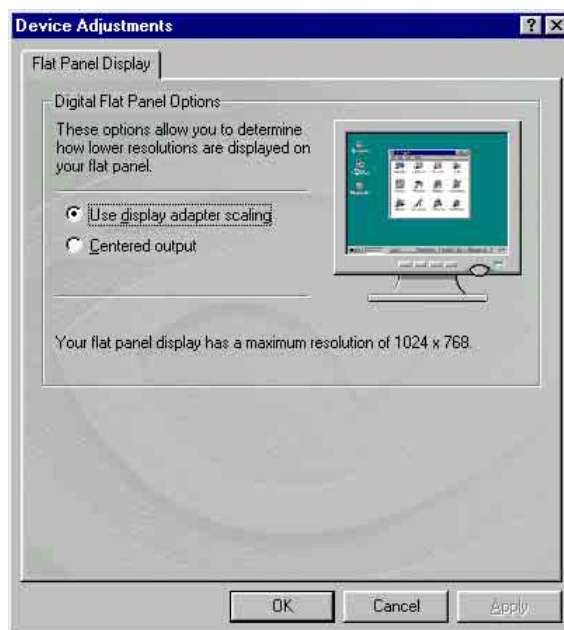 Device Adjustments
Flat Panel Display
Digital Flat Panel Options
These options allow you to determine
how lower resolutions are displayed on
your flat panel.
Use display adapter scaling
Centered output
Your flat panel display has a maximum resolution of 1024 x 768.
OK
Cancel
Apply